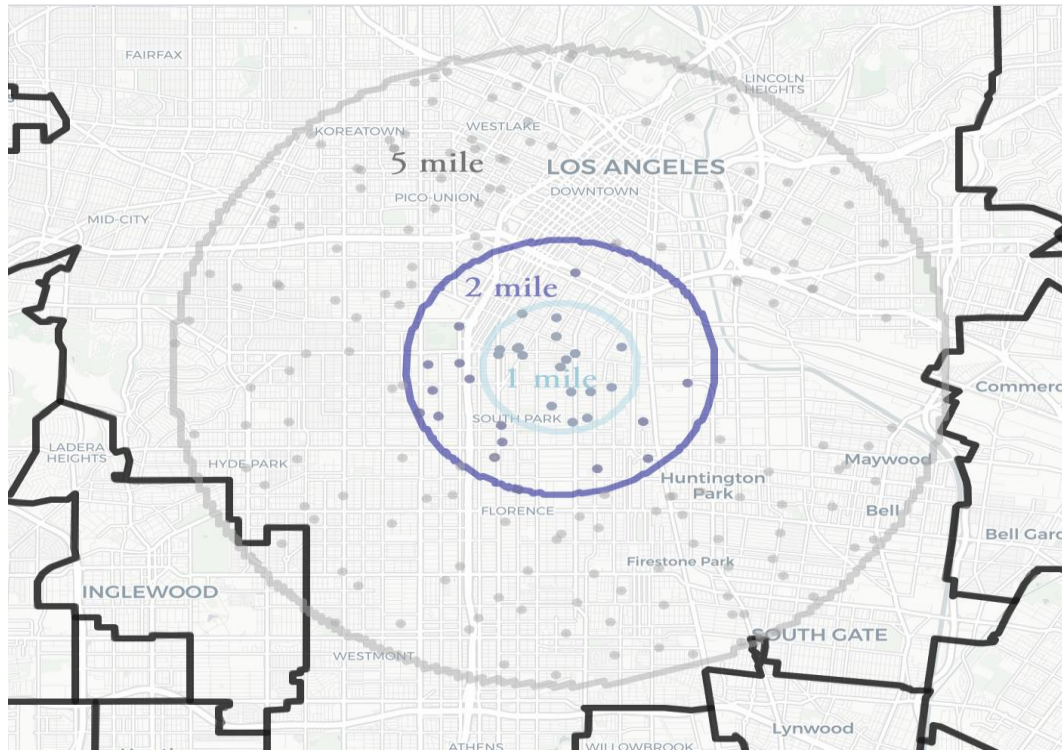 FAIRFAX
LINCOLN
HEIGHTS
KOREATOWN
WESTLAKE
5 mile
LOS ANGELES
DOWNTOWN
PICO-UNION
MID-CITY
2 mile
1 mile
Commerc
SOUTH PARK
LADERA
HEIGHTS
HYDE PARK
Maywood
Huntington
Park
FLORENCE
Bell
Bell Gard
Firestone Park
INGLEWOOD
SOUTH GATE
WESTMONT
Lynwood
ATHENS
WILLOWBROOK